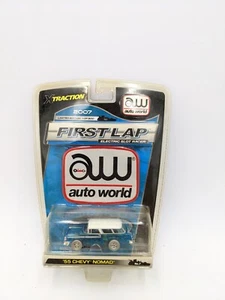 XTRACTION
2007
FIRST LAP
ELECTRIC SLOT RACER
aw
auto world
aw
auto world
'55 CHEVY NOMAD